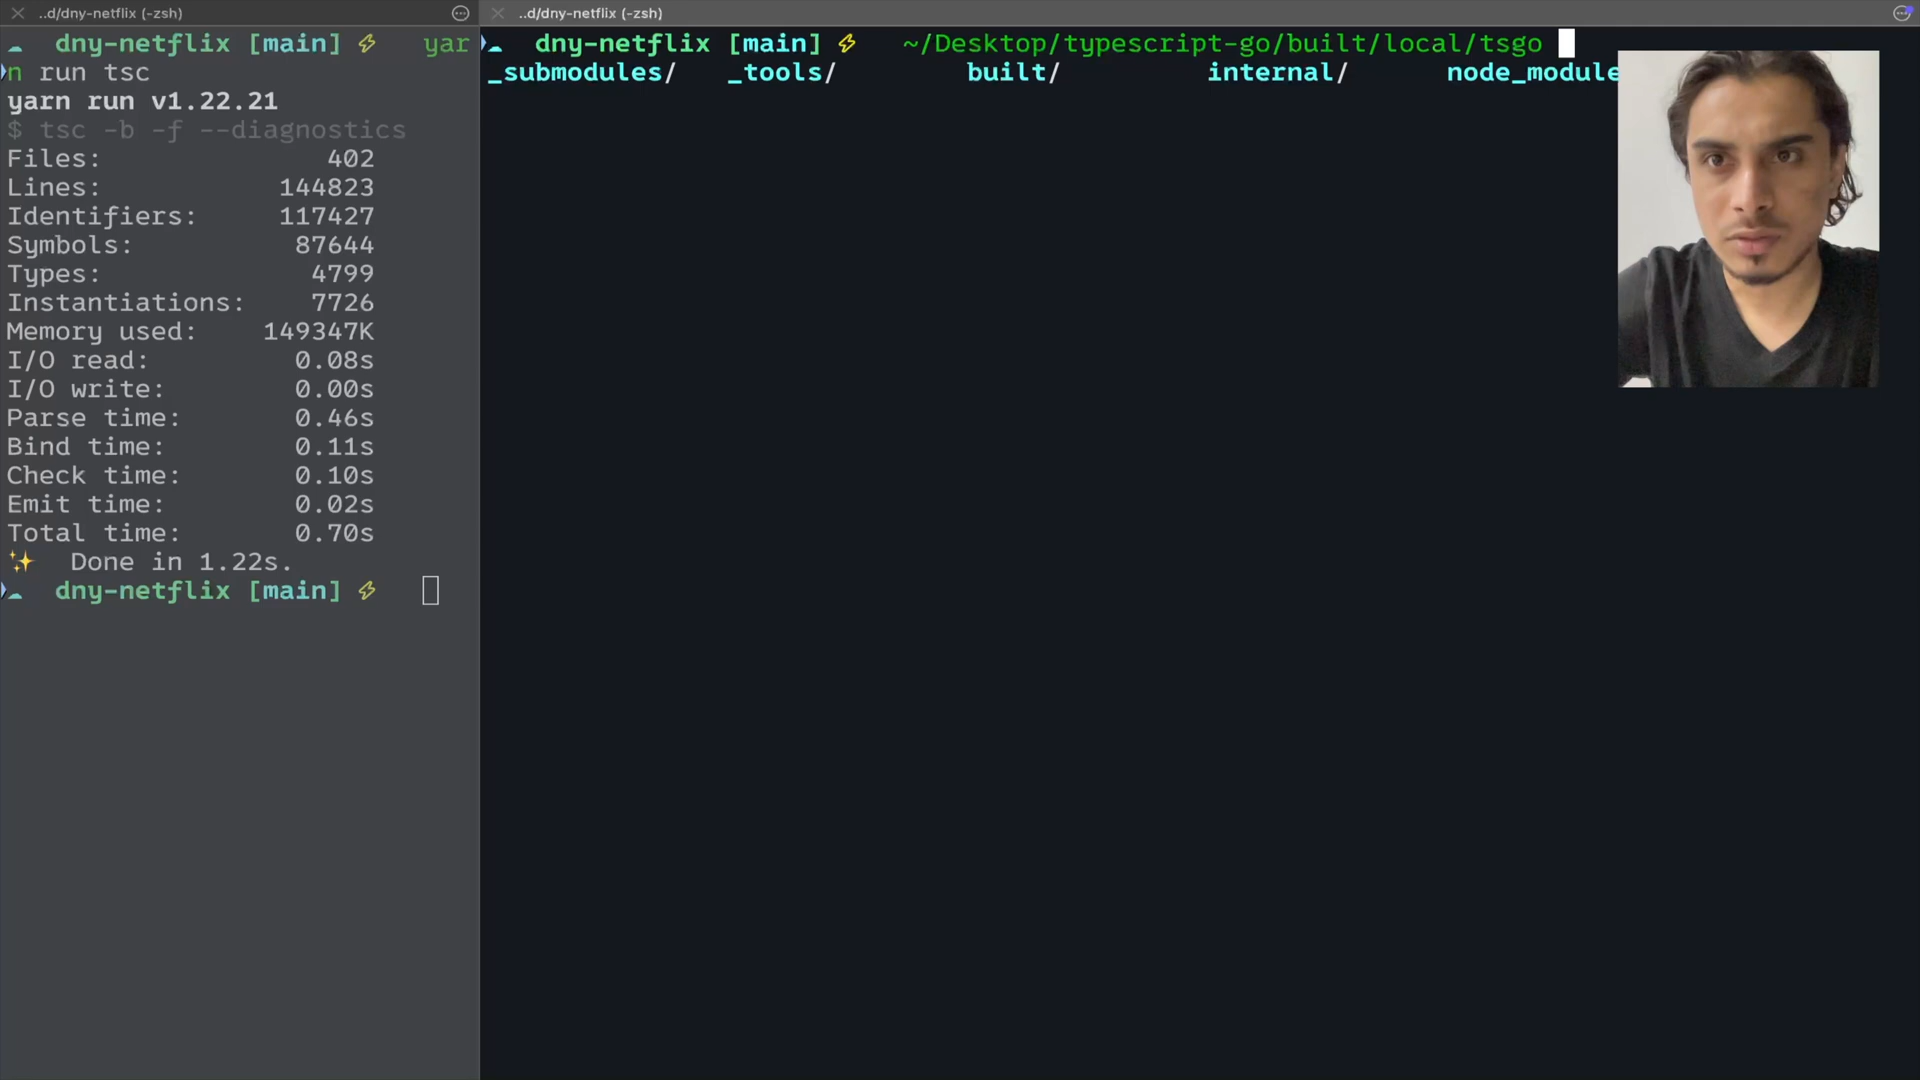 ..d/dny-netflix (-zsh)
dny-netflix [main] ⚡ yar
n run tsc
yarn run v1.22.21
$ tsc -b -f --diagnostics
Files: 402
Lines: 144823
Identifiers: 117427
Symbols: 87644
Types: 4799
Instantiations: 7726
Memory used: 149347K
I/O read: 0.08s
I/O write: 0.00s
Parse time: 0.46s
Bind time: 0.11s
Check time: 0.10s
Emit time: 0.02s
Total time: 0.70s
✨ Done in 1.22s.
dny-netflix [main] ⚡
..d/dny-netflix (-zsh)
dny-netflix [main] ⚡ ~/Desktop/typescript-go/built/local/tsgo
_submodules/ _tools/ built/ internal/ node_module